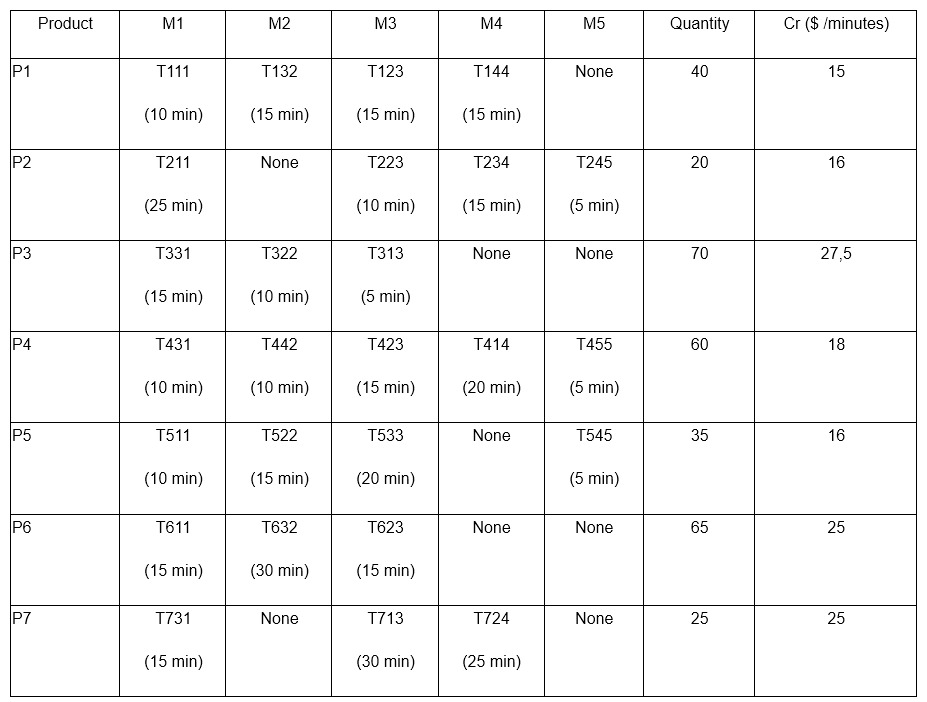 Product M1 M2 M3 M4 M5 Quantity Cr ($ /minutes)
P1 T111 T132 T123 T144 None 40 15
(10 min) (15 min) (15 min) (15 min)
P2 T211 None T223 T234 T245 20 16
(25 min) (10 min) (15 min) (5 min)
P3 T331 T322 T313 None None 70 27,5
(15 min) (10 min) (5 min)
P4 T431 T442 T423 T414 T455 60 18
(10 min) (10 min) (15 min) (20 min) (5 min)
P5 T511 T522 T533 None T545 35 16
(10 min) (15 min) (20 min) (5 min)
P6 T611 T632 T623 None None 65 25
(15 min) (30 min) (15 min)
P7 T731 None T713 T724 None 25 25
(15 min) (30 min) (25 min)